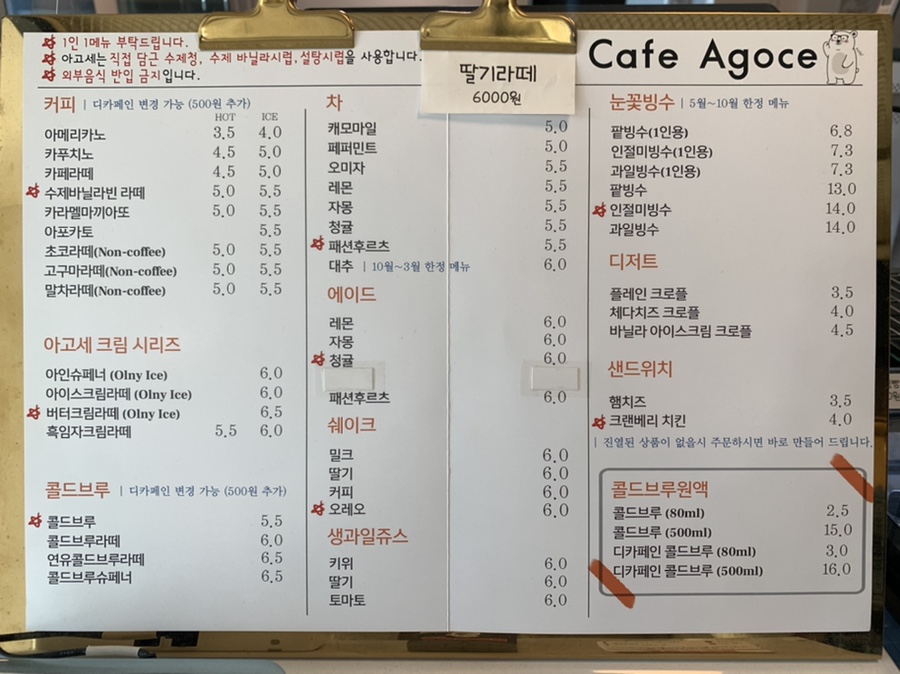 1인 1메뉴 부탁드립니다.
아고세는 직접 담근 수제청, 수제 바닐라시럽, 설탕시럽을 사용합니다.
외부음식 반입 금지입니다.
딸기라떼
6000원
Cafe Agoce
커피 | 디카페인 변경 가능 (500원 추가)
HOT ICE
아메리카노 3.5 4.0
카푸치노 4.5 5.0
카페라떼 4.5 5.0
수제바닐라빈 라떼 5.0 5.5
카라멜마끼아또 5.0 5.5
아포카토 5.5
초코라떼(Non-coffee) 5.0 5.5
고구마라떼(Non-coffee) 5.0 5.5
말차라떼(Non-coffee) 5.0 5.5
아고세 크림 시리즈
아인슈페너 (Olny Ice) 6.0
아이스크림라떼 (Olny Ice) 6.0
버터크림라떼 (Olny Ice) 6.5
흑임자크림라떼 5.5 6.0
콜드브루 | 디카페인 변경 가능 (500원 추가)
콜드브루 5.5
콜드브루라떼 6.0
연유콜드브루라떼 6.5
콜드브루슈페너 6.5
차
캐모마일 5.0
페퍼민트 5.0
오미자 5.5
레몬 5.5
자몽 5.5
청귤 5.5
패션후르츠 5.5
대추 | 10월~3월 한정 메뉴 6.0
에이드
레몬 6.0
자몽 6.0
청귤 6.0
패션후르츠 6.0
쉐이크
밀크 6.0
딸기 6.0
커피 6.0
오레오 6.0
생과일쥬스
키위 6.0
딸기 6.0
토마토 6.0
눈꽃빙수 | 5월~10월 한정 메뉴
팥빙수(1인용) 6.8
인절미빙수(1인용) 7.3
과일빙수(1인용) 7.3
팥빙수 13.0
인절미빙수 14.0
과일빙수 14.0
디저트
플레인 크로플 3.5
체다치즈 크로플 4.0
바닐라 아이스크림 크로플 4.5
샌드위치
햄치즈 3.5
크랜베리 치킨 4.0
| 진열된 상품이 없을시 주문하시면 바로 만들어 드립니다.
콜드브루원액
콜드브루 (80ml) 2.5
콜드브루 (500ml) 15.0
디카페인 콜드브루 (80ml) 3.0
디카페인 콜드브루 (500ml) 16.0